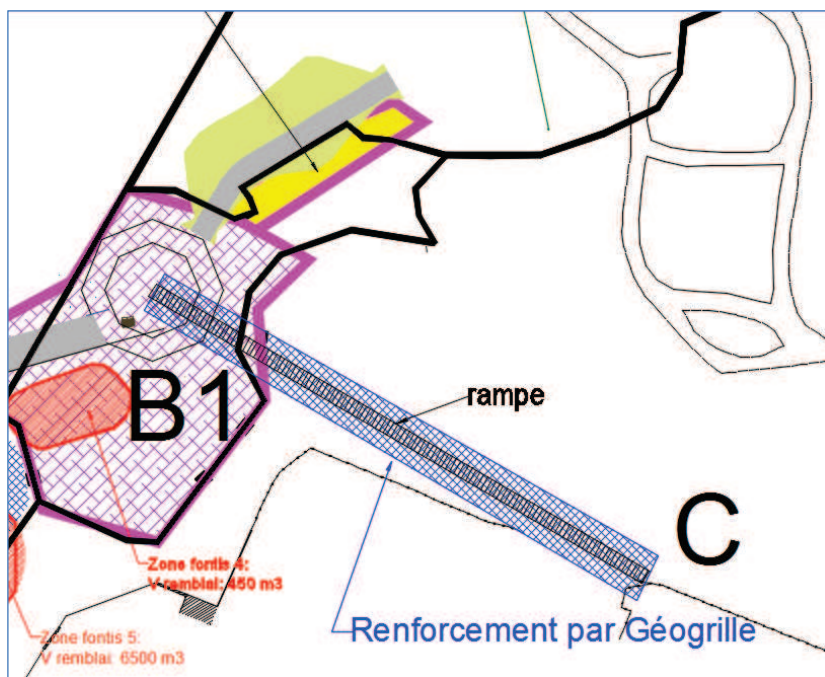 B1
rampe
C
Zone fontis 4:
V remblai: 450 m3
Renforcement par Géogrille
Zone fontis 5:
V remblai: 6500 m3